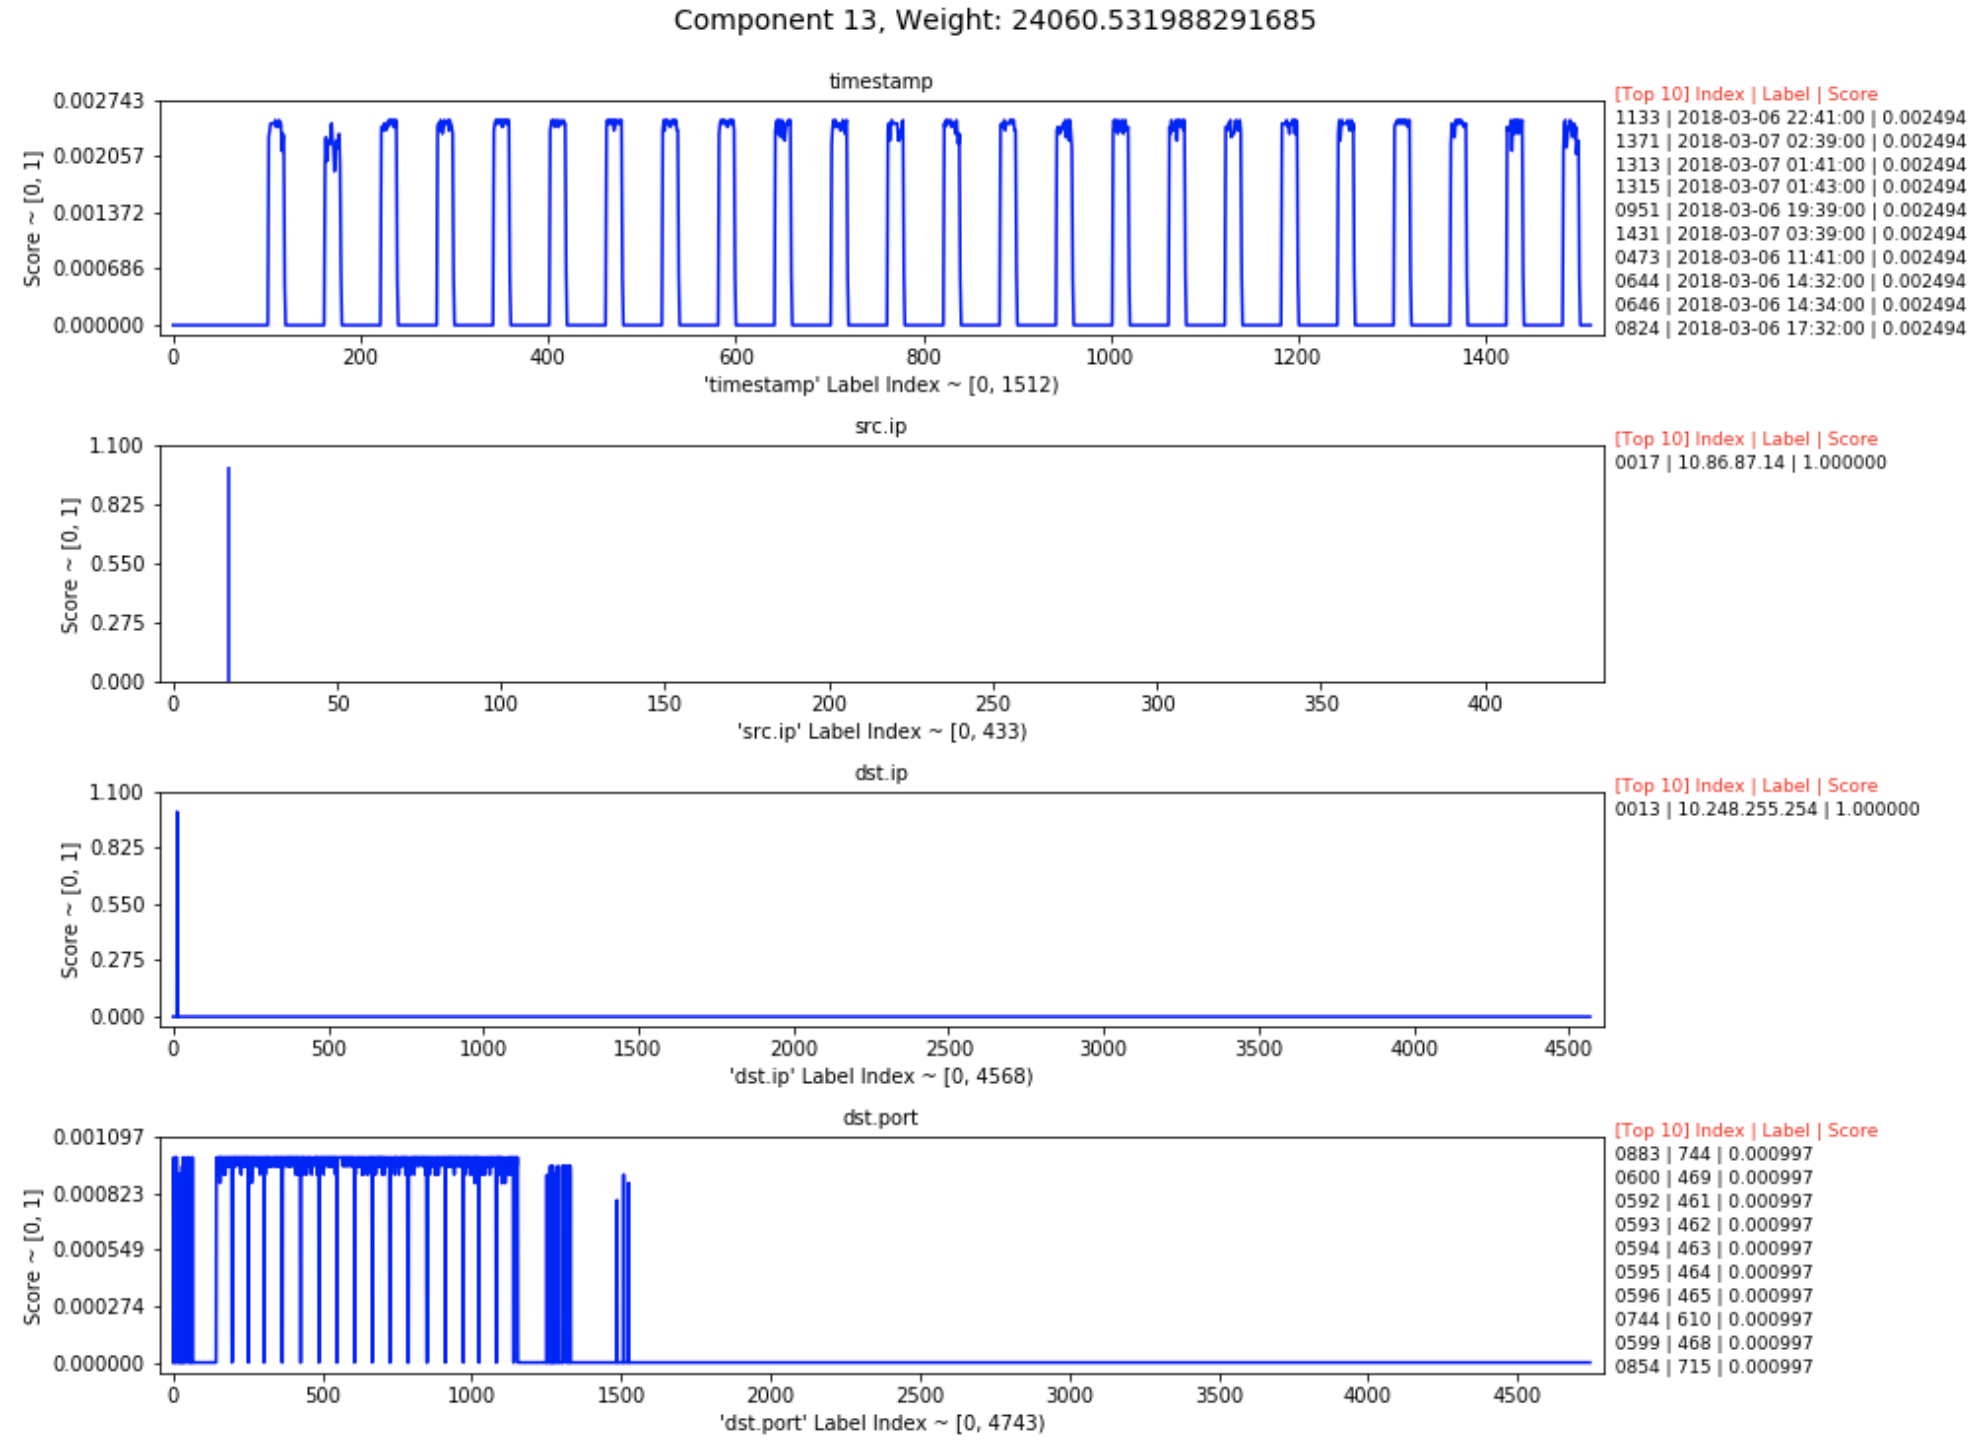 Component 13, Weight: 24060.531988291685
timestamp
0.002743
0.002057
0.001372
0.000686
0.000000
Score ~ [0, 1]
0 200 400 600 800 1000 1200 1400
'timestamp' Label Index ~ [0, 1512)
[Top 10] Index | Label | Score
1133 | 2018-03-06 22:41:00 | 0.002494
1371 | 2018-03-07 02:39:00 | 0.002494
1313 | 2018-03-07 01:41:00 | 0.002494
1315 | 2018-03-07 01:43:00 | 0.002494
0951 | 2018-03-06 19:39:00 | 0.002494
1431 | 2018-03-07 03:39:00 | 0.002494
0473 | 2018-03-06 11:41:00 | 0.002494
0644 | 2018-03-06 14:32:00 | 0.002494
0646 | 2018-03-06 14:34:00 | 0.002494
0824 | 2018-03-06 17:32:00 | 0.002494
src.ip
1.100
0.825
0.550
0.275
0.000
Score ~ [0, 1]
0 50 100 150 200 250 300 350 400
'src.ip' Label Index ~ [0, 433)
[Top 10] Index | Label | Score
0017 | 10.86.87.14 | 1.000000
dst.ip
1.100
0.825
0.550
0.275
0.000
Score ~ [0, 1]
0 500 1000 1500 2000 2500 3000 3500 4000 4500
'dst.ip' Label Index ~ [0, 4568)
[Top 10] Index | Label | Score
0013 | 10.248.255.254 | 1.000000
dst.port
0.001097
0.000823
0.000549
0.000274
0.000000
Score ~ [0, 1]
0 500 1000 1500 2000 2500 3000 3500 4000 4500
'dst.port' Label Index ~ [0, 4743)
[Top 10] Index | Label | Score
0883 | 744 | 0.000997
0600 | 469 | 0.000997
0592 | 461 | 0.000997
0593 | 462 | 0.000997
0594 | 463 | 0.000997
0595 | 464 | 0.000997
0596 | 465 | 0.000997
0744 | 610 | 0.000997
0599 | 468 | 0.000997
0854 | 715 | 0.000997